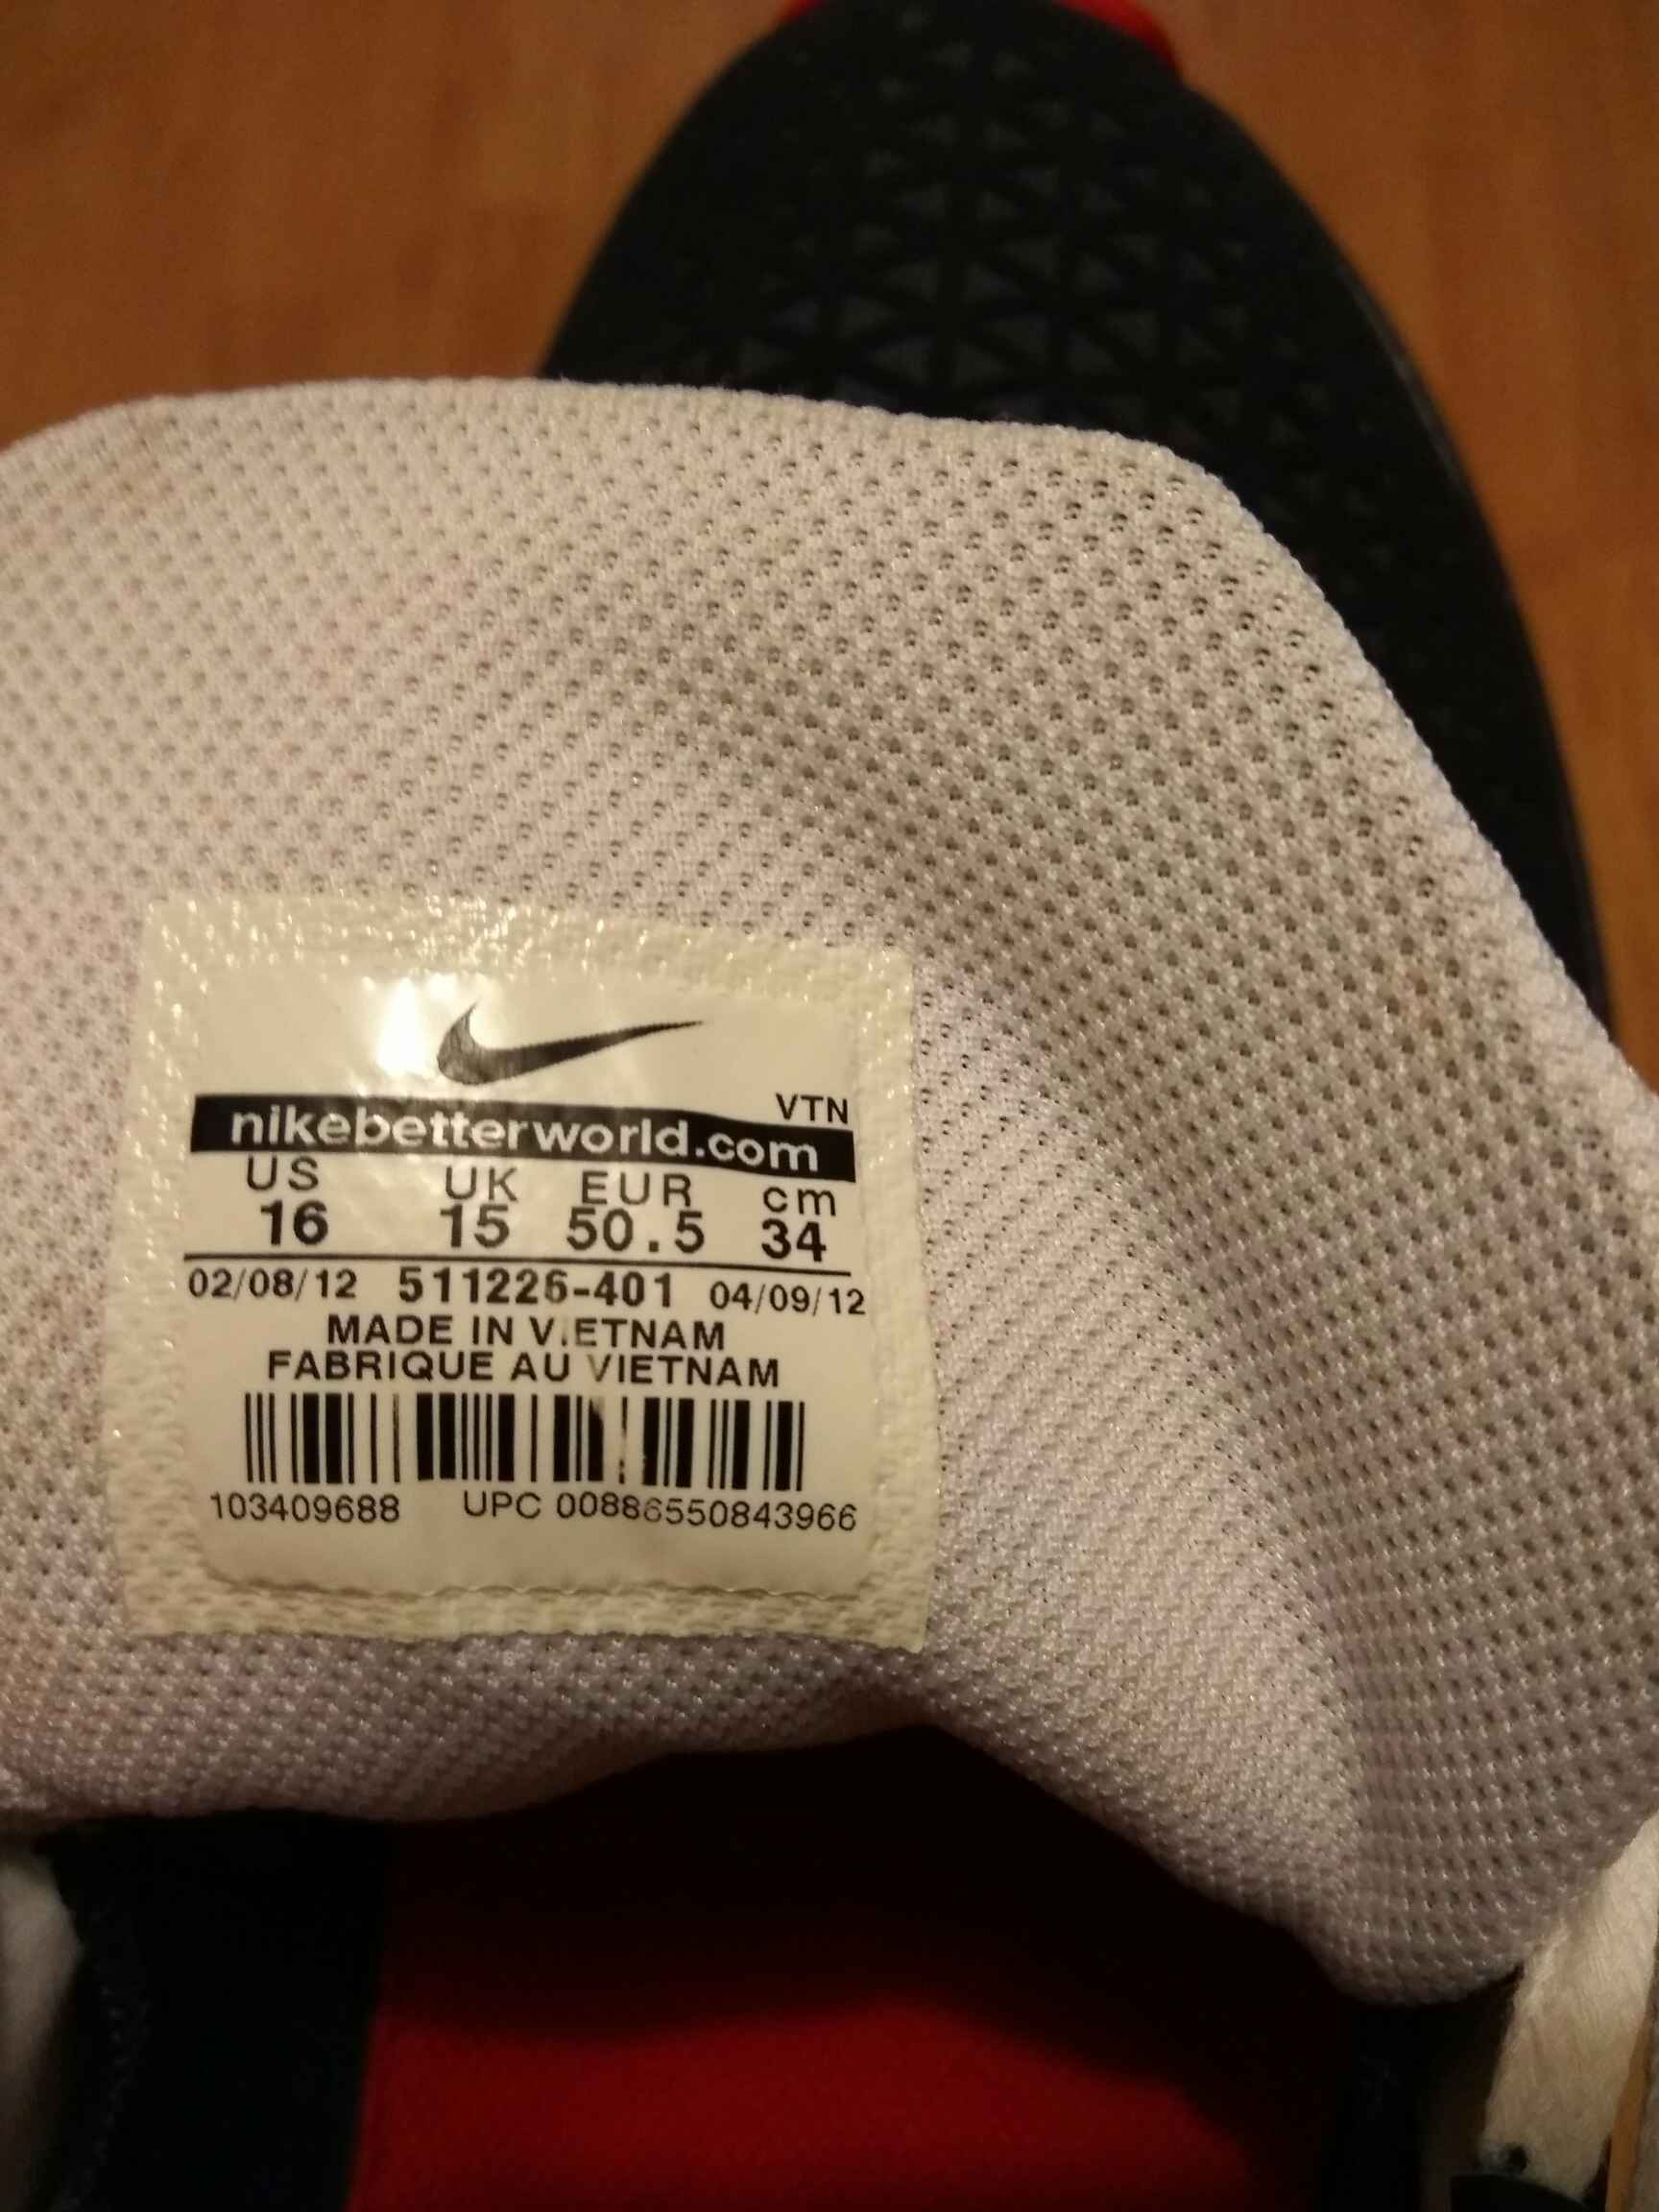 VTN
nikebetterworld.com
US UK EUR cm
16 15 50.5 34
02/08/12 511226-401 04/09/12
MADE IN VIETNAM
FABRIQUE AU VIETNAM
103409688 UPC 00886550843966